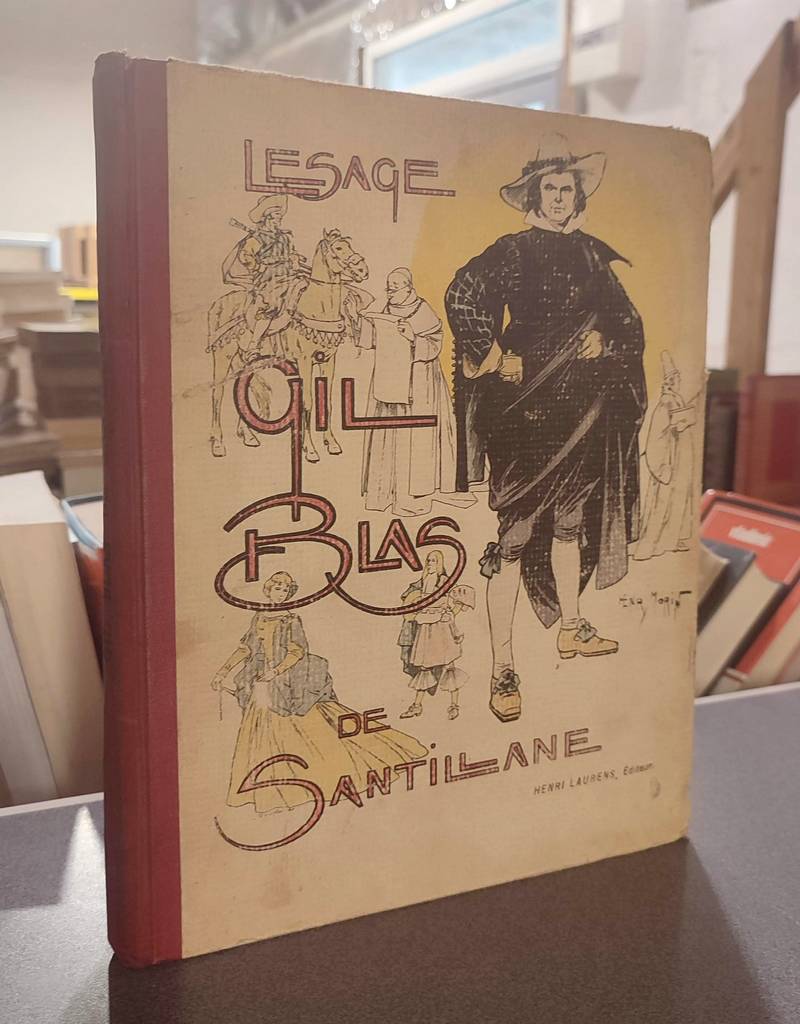 LESAGE
GIL
BLAS
DE
SANTILLANE
HENRI LAURENS, Éditeur